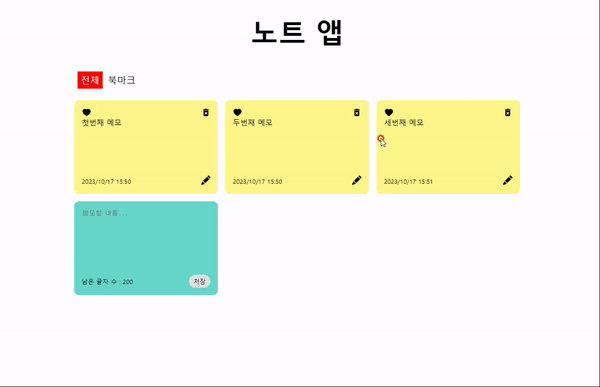 노트 앱
전체 북마크
첫번째 메모
2023/10/17 15:50
두번째 메모
2023/10/17 15:50
세번째 메모
2023/10/17 15:51
메모할 내용...
남은 글자 수 : 200
저장